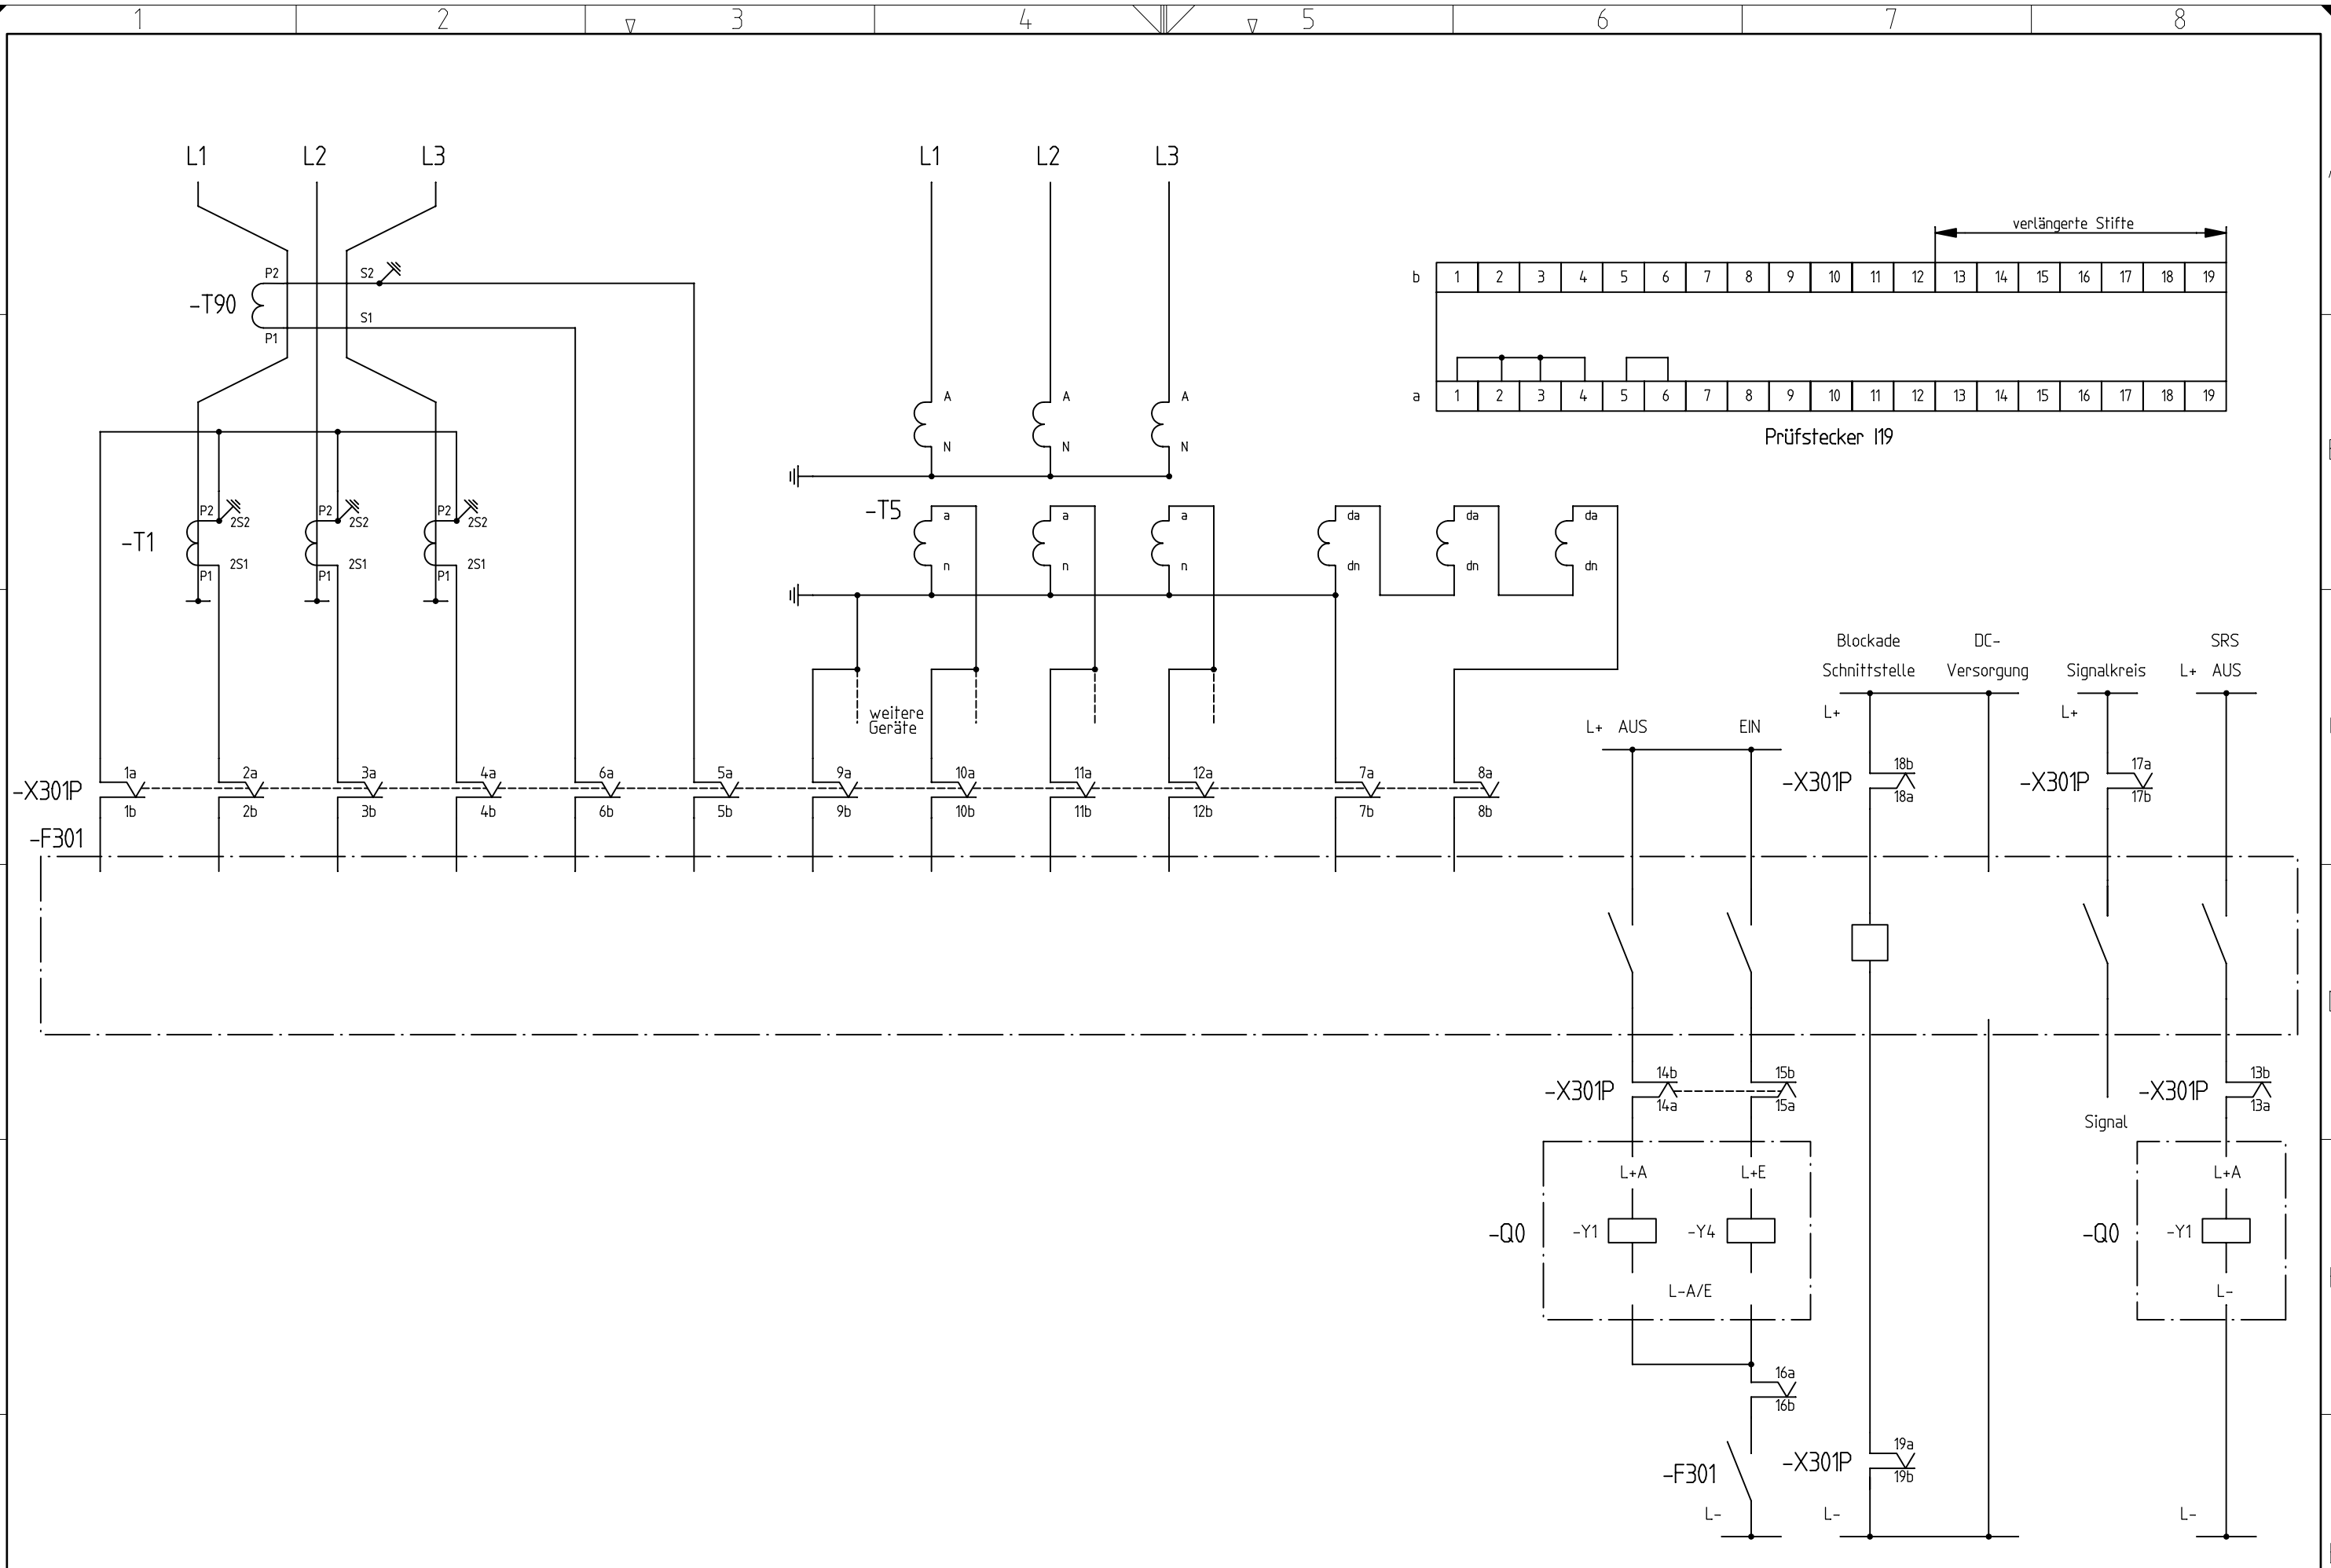 1 2 3 4 5 6 7 8
L1 L2 L3 L1 L2 L3
verlängerte Stifte
b 1 2 3 4 5 6 7 8 9 10 11 12 13 14 15 16 17 18 19
a 1 2 3 4 5 6 7 8 9 10 11 12 13 14 15 16 17 18 19
Prüfstecker I19
P2 S2
-T90
S1
P1
A A A
N N N
-T1
P2 2S2 P2 2S2 P2 2S2
2S1 2S1 2S1
P1 P1 P1
-T5
a a a da da da
n n n dn dn dn
weitere
Geräte
Blockade
Schnittstelle
L+
DC-
Versorgung
Signalkreis
L+
SRS
L+ AUS
L+ AUS EIN
-X301P
1a 2a 3a 4a 6a 5a 9a 10a 11a 12a 7a 8a
1b 2b 3b 4b 6b 5b 9b 10b 11b 12b 7b 8b
-X301P
18b
18a
-X301P
17a
17b
-F301
-X301P
14b 15b
14a 15a
-X301P
13b
13a
Signal
L+A L+E
-Q0 -Y1 -Y4
L-A/E
L+A
-Q0 -Y1
L-
16a
16b
-F301
L-
-X301P
19a
19b
L-
L-